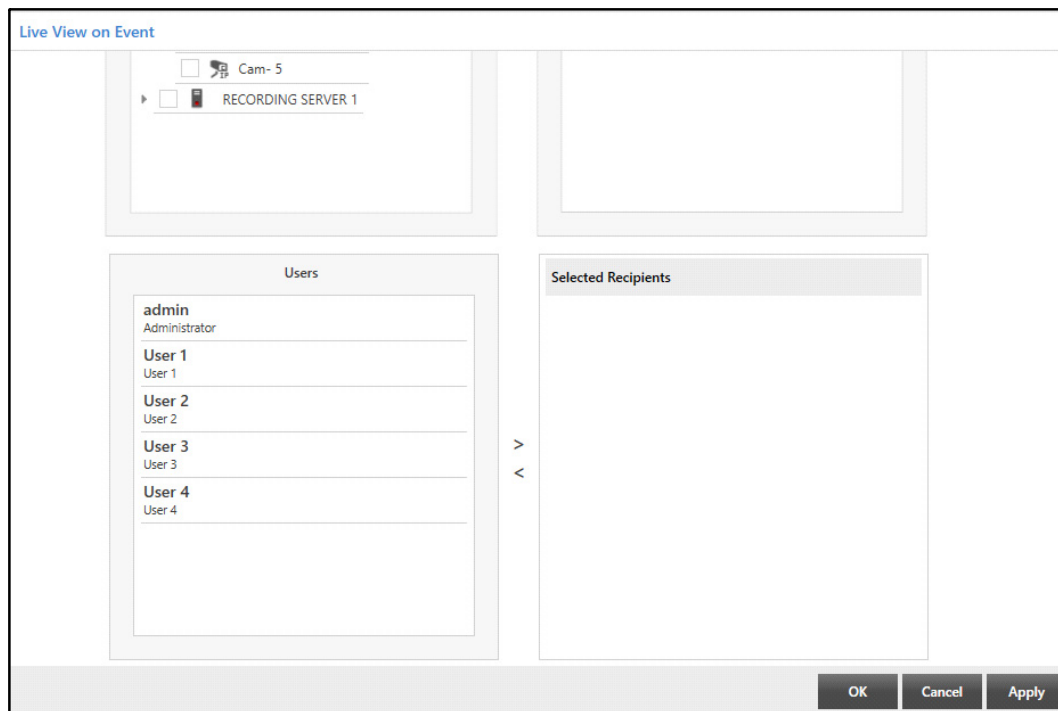 Live View on Event
Cam- 5
RECORDING SERVER 1
Users
admin
Administrator
User 1
User 1
User 2
User 2
User 3
User 3
User 4
User 4
>
<
Selected Recipients
OK
Cancel
Apply